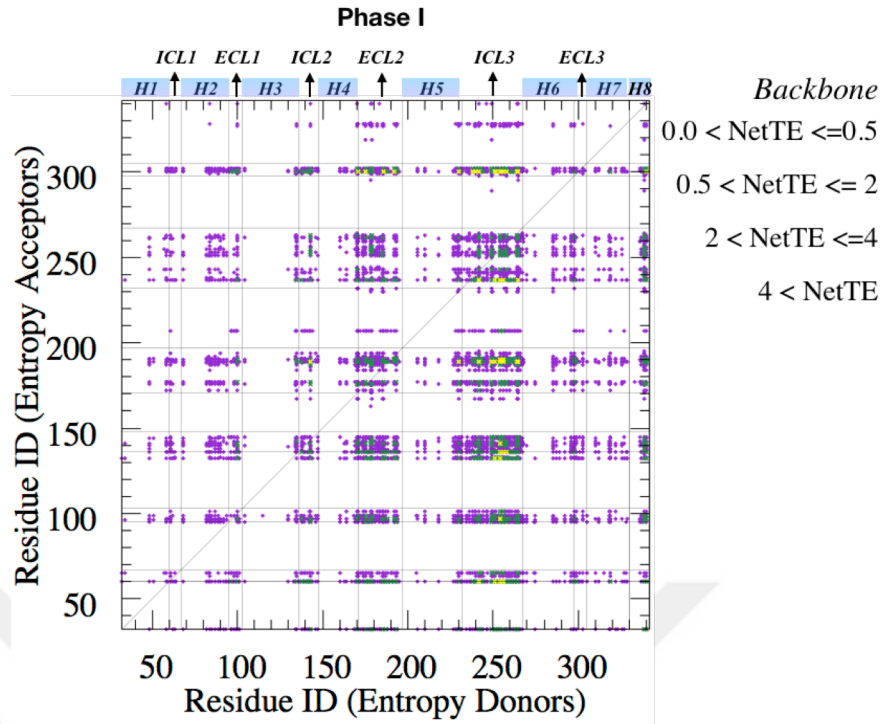 Phase I
ICL1 ECL1 ICL2 ECL2 ICL3 ECL3
H1 H2 H3 H4 H5 H6 H7 H8
Backbone
0.0 < NetTE <=0.5
0.5 < NetTE <= 2
2 < NetTE <=4
4 < NetTE
Residue ID (Entropy Acceptors)
300
250
200
150
100
50
50 100 150 200 250 300
Residue ID (Entropy Donors)